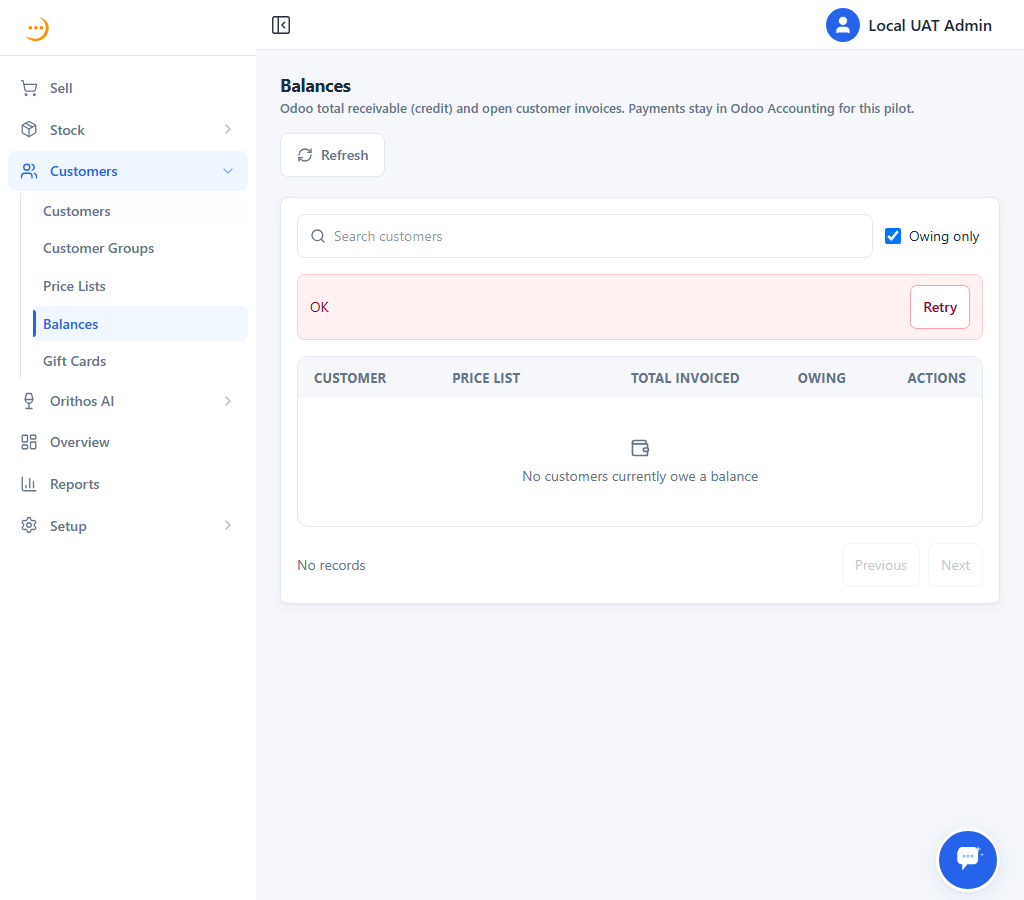 Local UAT Admin
Sell
Stock
Customers
Customers
Customer Groups
Price Lists
Balances
Gift Cards
Orithos AI
Overview
Reports
Setup
Balances
Odoo total receivable (credit) and open customer invoices. Payments stay in Odoo Accounting for this pilot.
Refresh
Search customers
Owing only
OK
Retry
CUSTOMER PRICE LIST TOTAL INVOICED OWING ACTIONS
No customers currently owe a balance
No records
Previous
Next